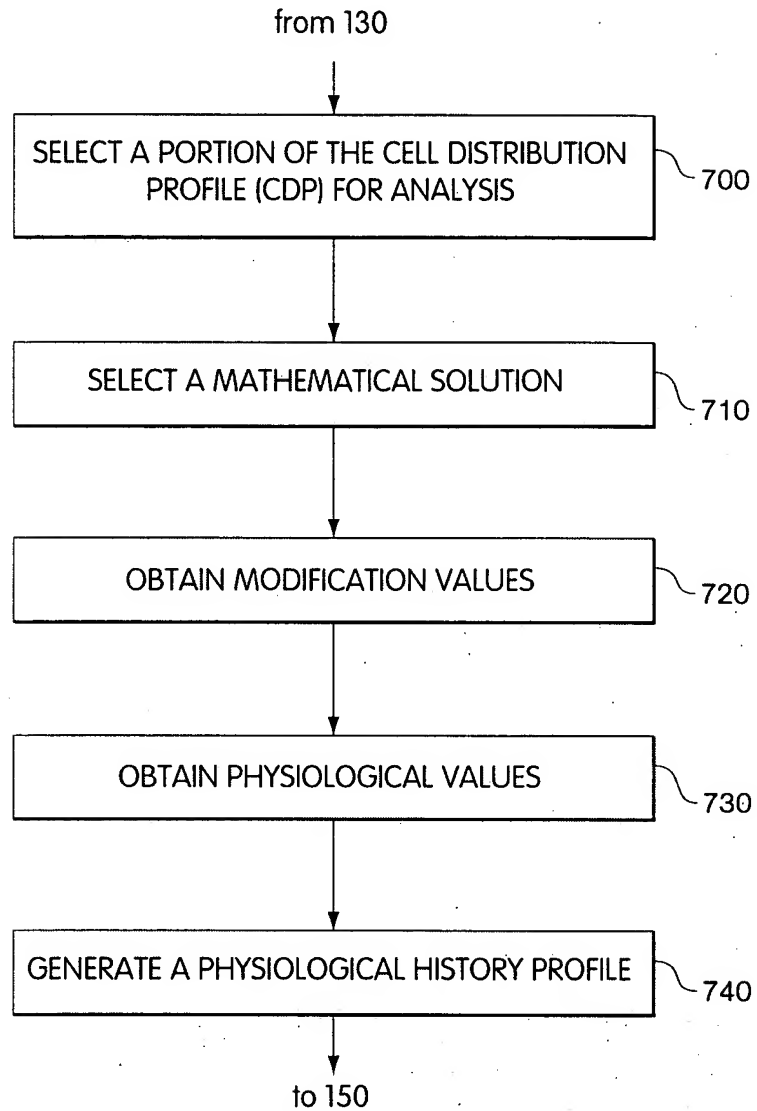 from 130
SELECT A PORTION OF THE CELL DISTRIBUTION
PROFILE (CDP) FOR ANALYSIS
700
SELECT A MATHEMATICAL SOLUTION
710
OBTAIN MODIFICATION VALUES
720
OBTAIN PHYSIOLOGICAL VALUES
730
GENERATE A PHYSIOLOGICAL HISTORY PROFILE
740
to 150